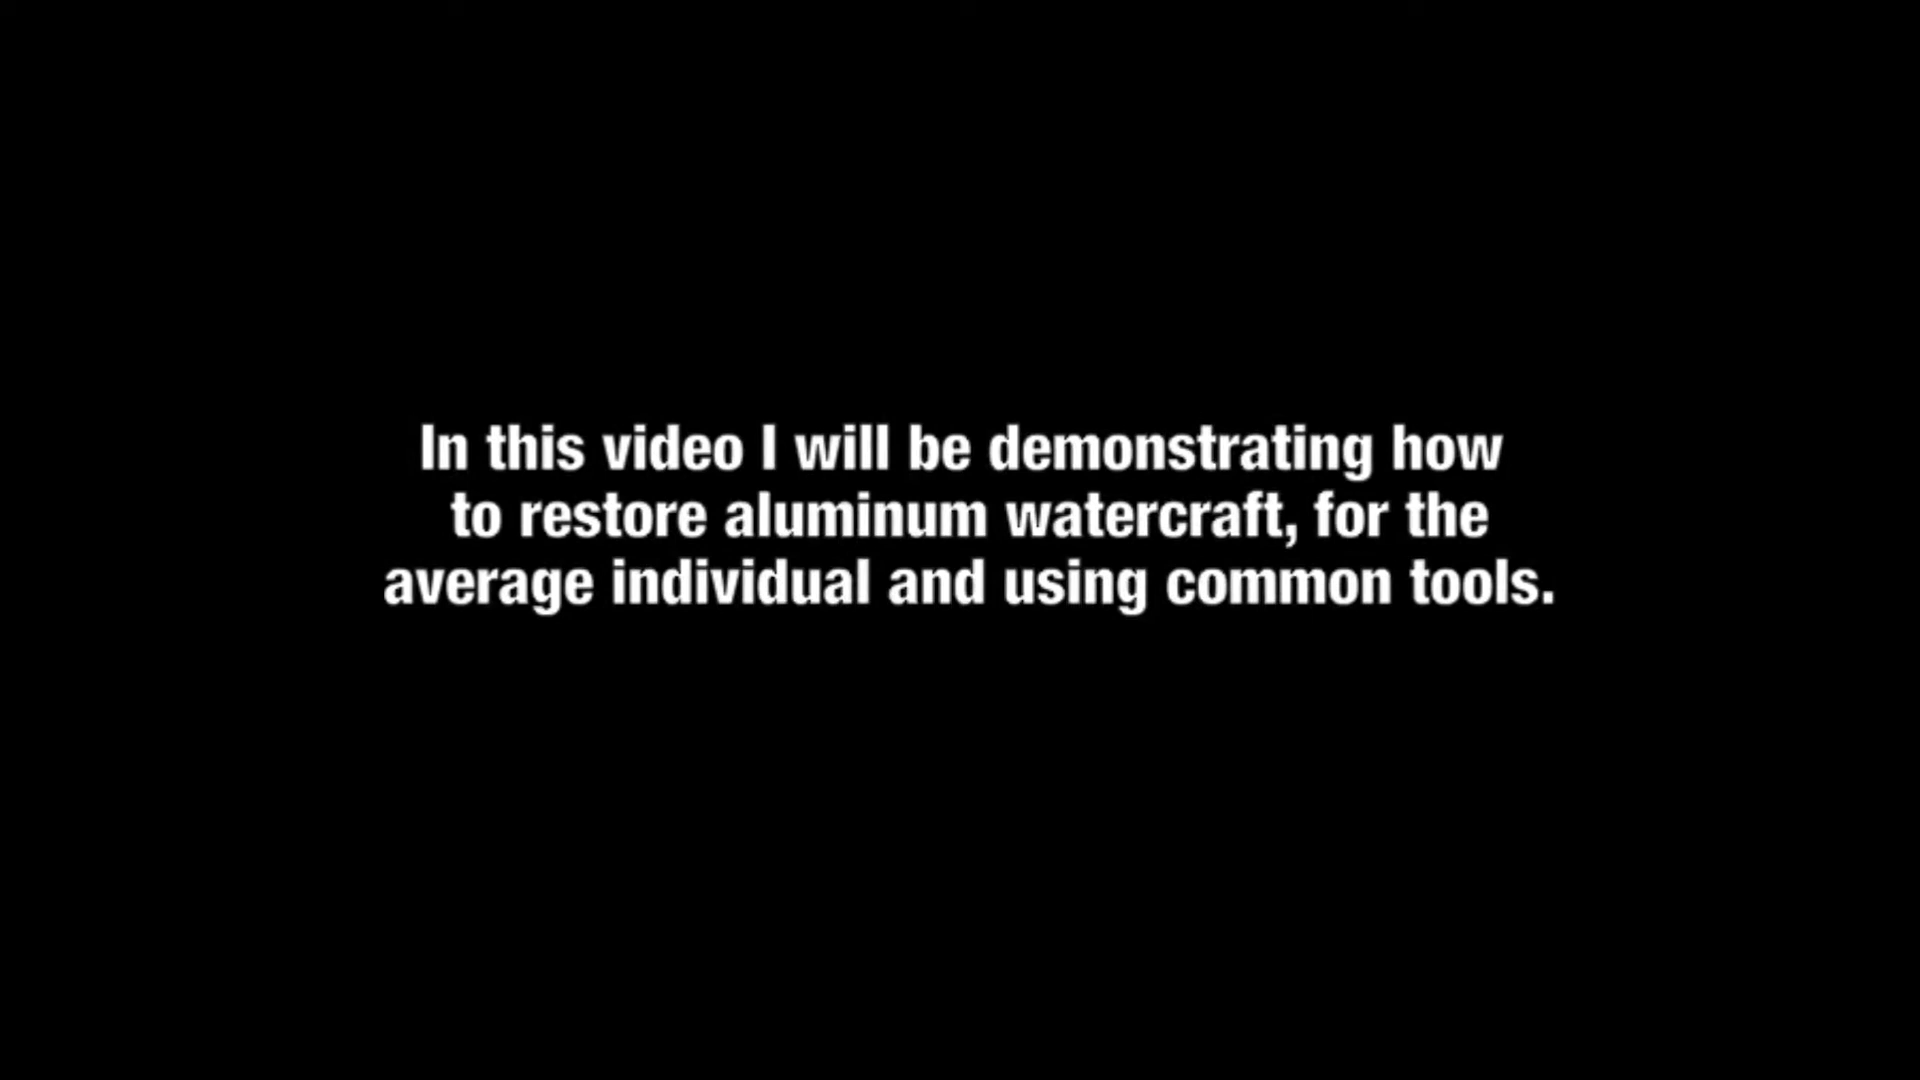 In this video I will be demonstrating how
to restore aluminum watercraft, for the
average individual and using common tools.